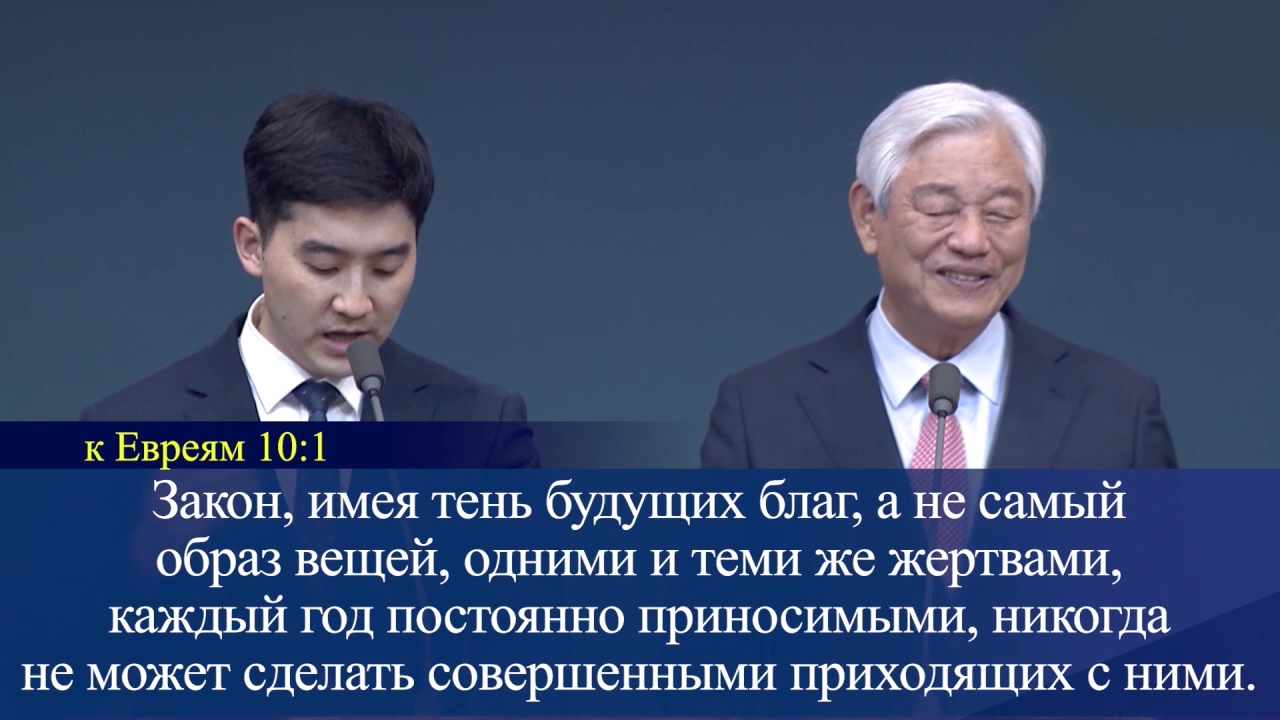 к Евреям 10:1
Закон, имея тень будущих благ, а не самый
образ вещей, одними и теми же жертвами,
каждый год постоянно приносимыми, никогда
не может сделать совершенными приходящих с ними.